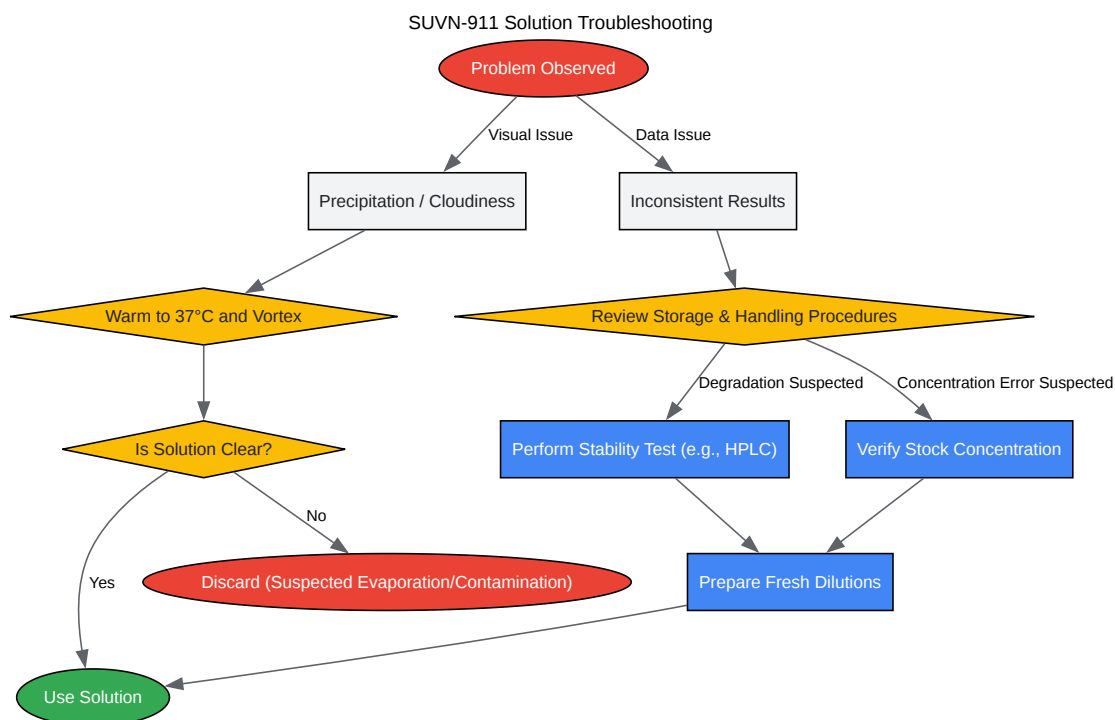 SUVN-911 Solution Troubleshooting
Problem Observed
Visual Issue
Data Issue
Precipitation / Cloudiness
Inconsistent Results
Warm to 37°C and Vortex
Review Storage & Handling Procedures
Degradation Suspected
Concentration Error Suspected
Is Solution Clear?
Perform Stability Test (e.g., HPLC)
Verify Stock Concentration
No
Yes
Discard (Suspected Evaporation/Contamination)
Prepare Fresh Dilutions
Use Solution